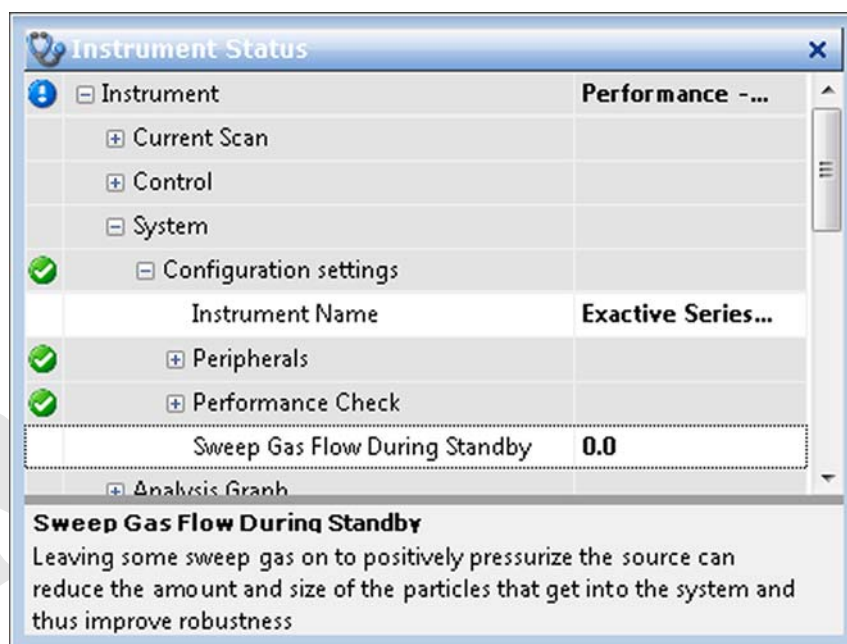 Instrument Status
Instrument Performance -...
Current Scan
Control
System
Configuration settings
Instrument Name Exactive Series...
Peripherals
Performance Check
Sweep Gas Flow During Standby 0.0
Analysis Graph
Sweep Gas Flow During Standby
Leaving some sweep gas on to positively pressurize the source can
reduce the amount and size of the particles that get into the system and
thus improve robustness